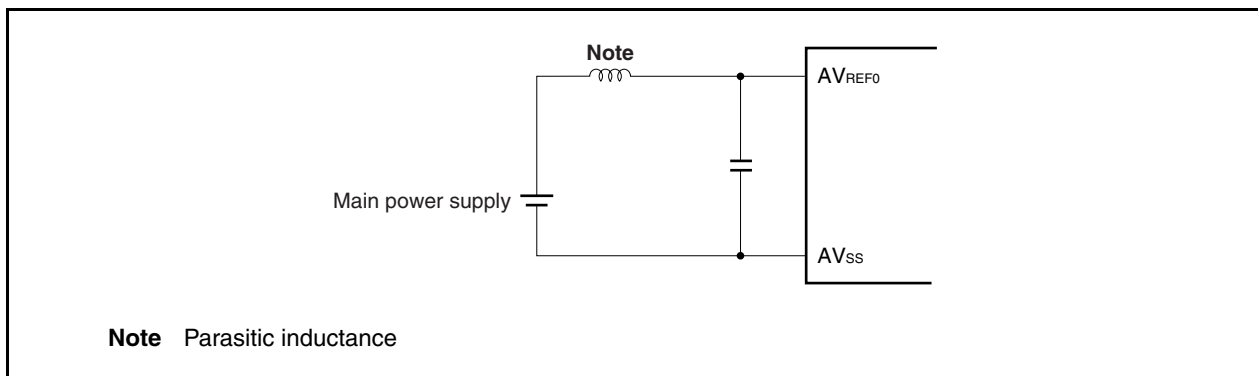 Note
AVREF0
Main power supply
AVSS
Note Parasitic inductance